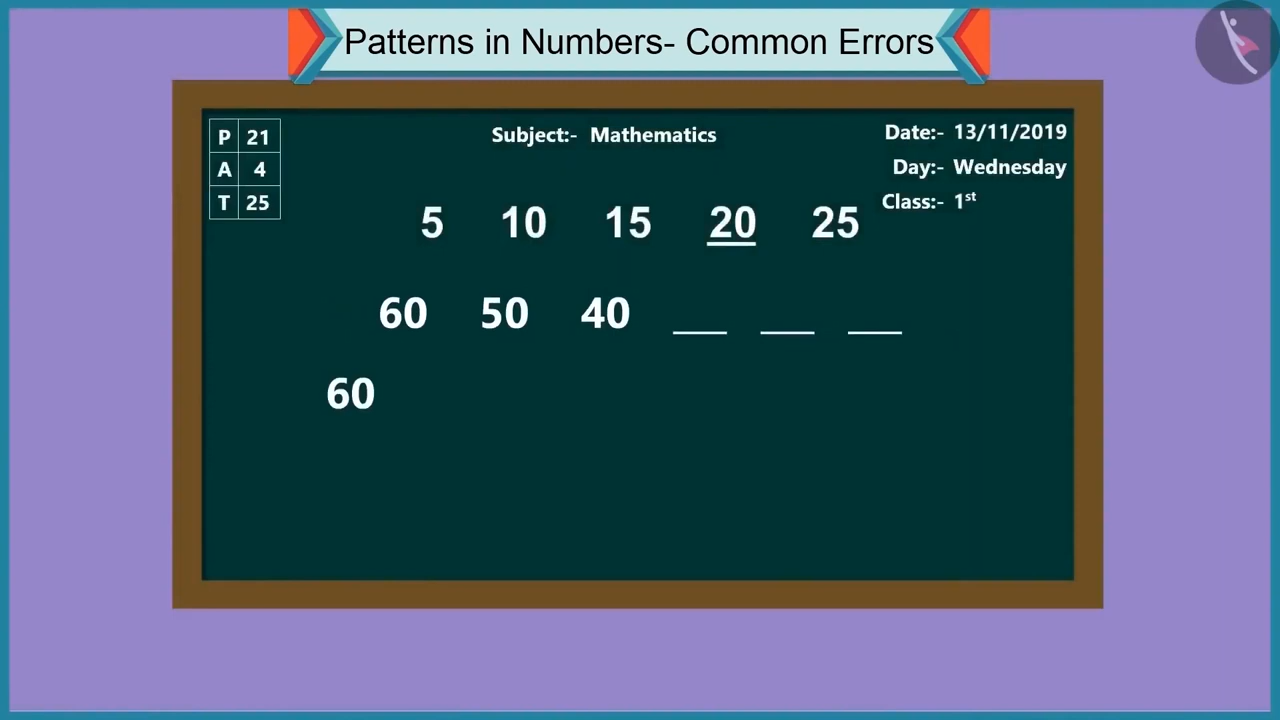 Patterns in Numbers- Common Errors
P 21
A 4
T 25
Subject:- Mathematics
Date:- 13/11/2019
Day:- Wednesday
Class:- 1st
5 10 15 20 25
60 50 40 ___ ___ ___
60